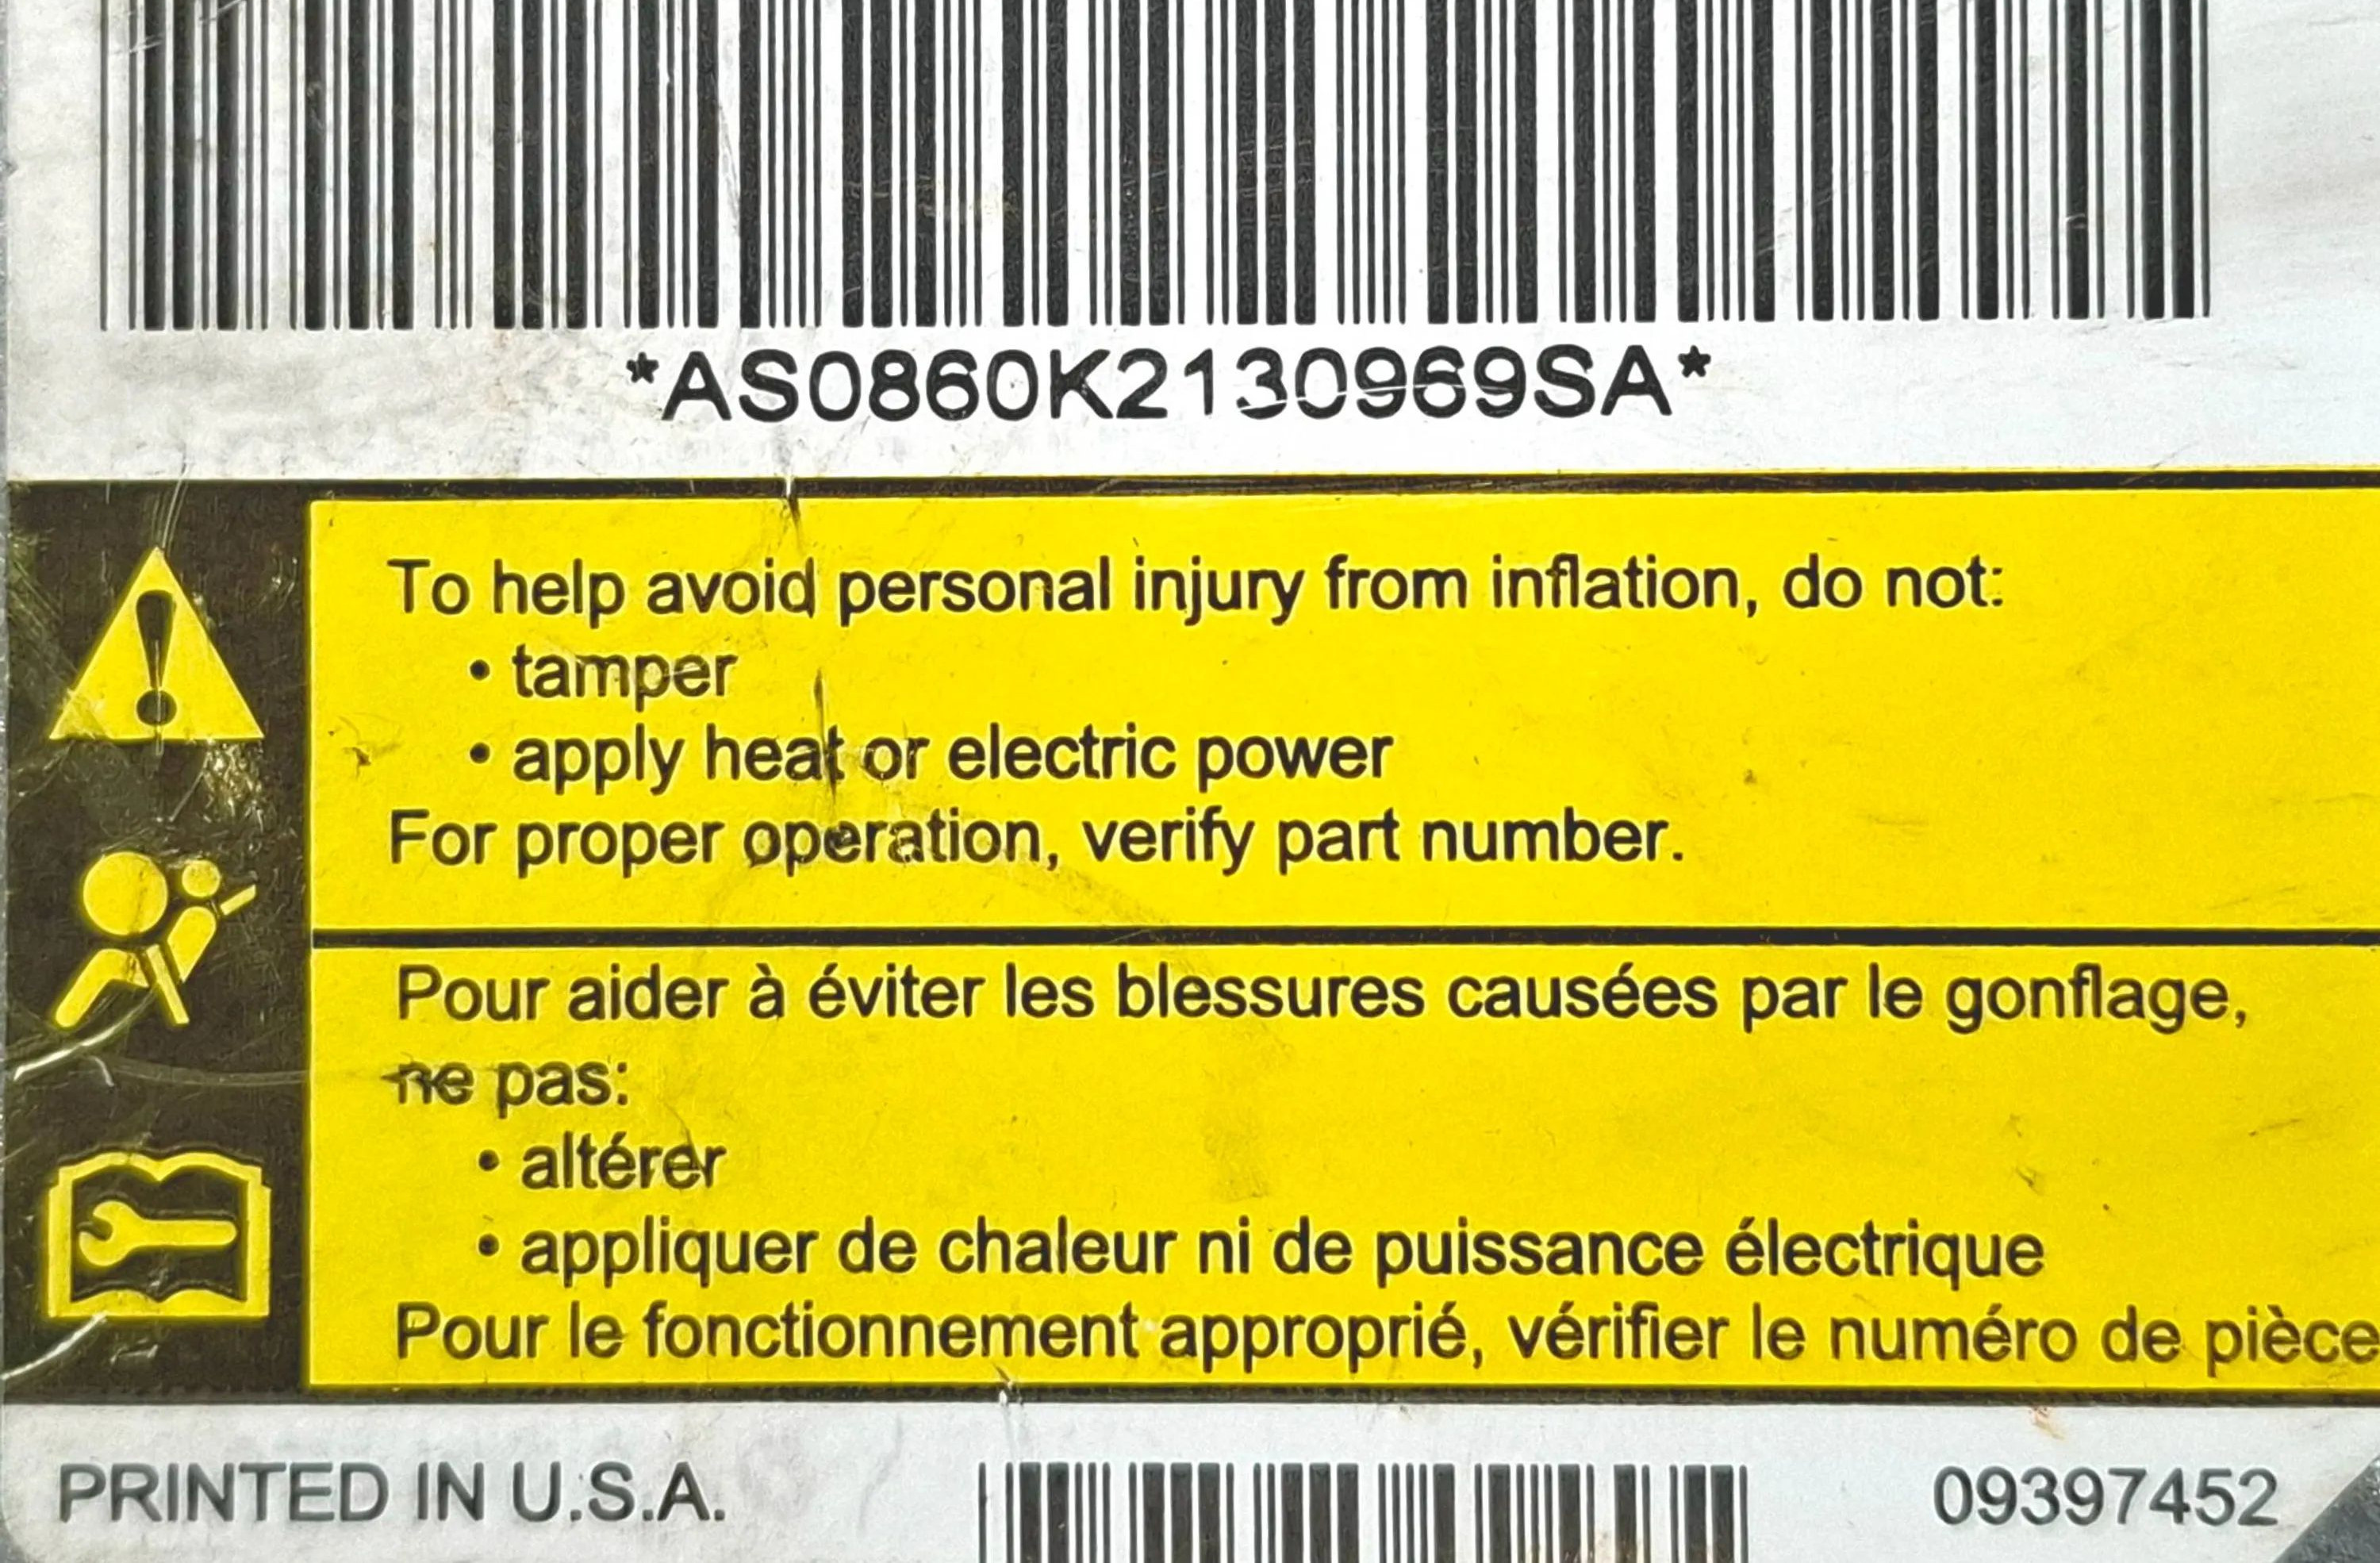 *AS0860K2130969SA*
To help avoid personal injury from inflation, do not:
• tamper
• apply heat or electric power
For proper operation, verify part number.
Pour aider à éviter les blessures causées par le gonflage,
ne pas:
• altérer
• appliquer de chaleur ni de puissance électrique
Pour le fonctionnement approprié, vérifier le numéro de pièce
PRINTED IN U.S.A.
09397452